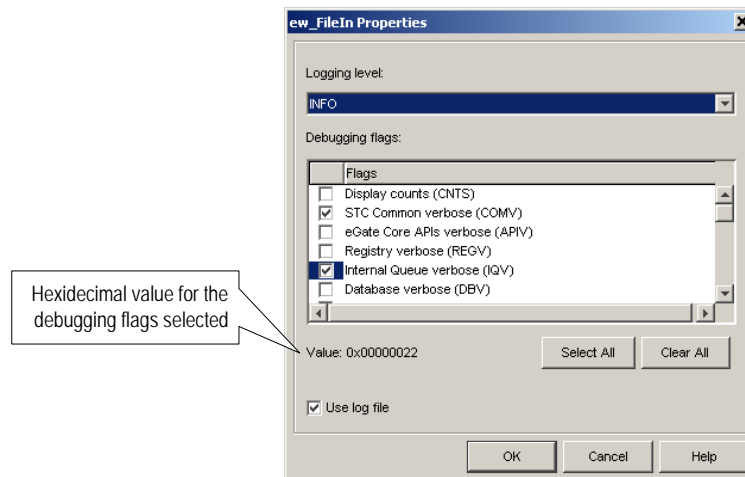 ew_FileIn Properties
Logging level:
INFO
Debugging flags:
Flags
Display counts (CNTS)
STC Common verbose (COMV)
eGate Core APIs verbose (APIV)
Registry verbose (REGV)
Internal Queue verbose (IQV)
Database verbose (DBV)
Hexidecimal value for the
debugging flags selected
Value: 0x00000022
Select All
Clear All
Use log file
OK
Cancel
Help